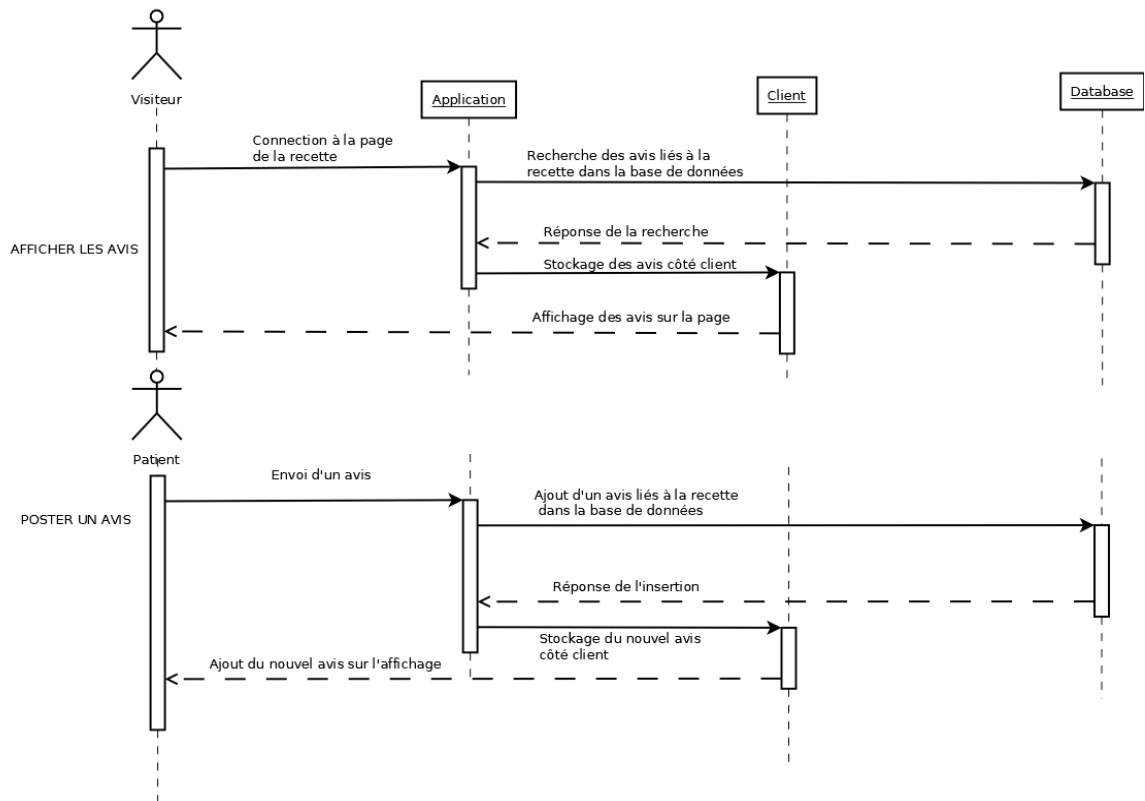 Visiteur
Application
Client
Database
Connection à la page
de la recette
Recherche des avis liés à la
recette dans la base de données
AFFICHER LES AVIS
Réponse de la recherche
Stockage des avis côté client
Affichage des avis sur la page
Patient
Envoi d'un avis
Ajout d'un avis liés à la recette
dans la base de données
POSTER UN AVIS
Réponse de l'insertion
Stockage du nouvel avis
côté client
Ajout du nouvel avis sur l'affichage